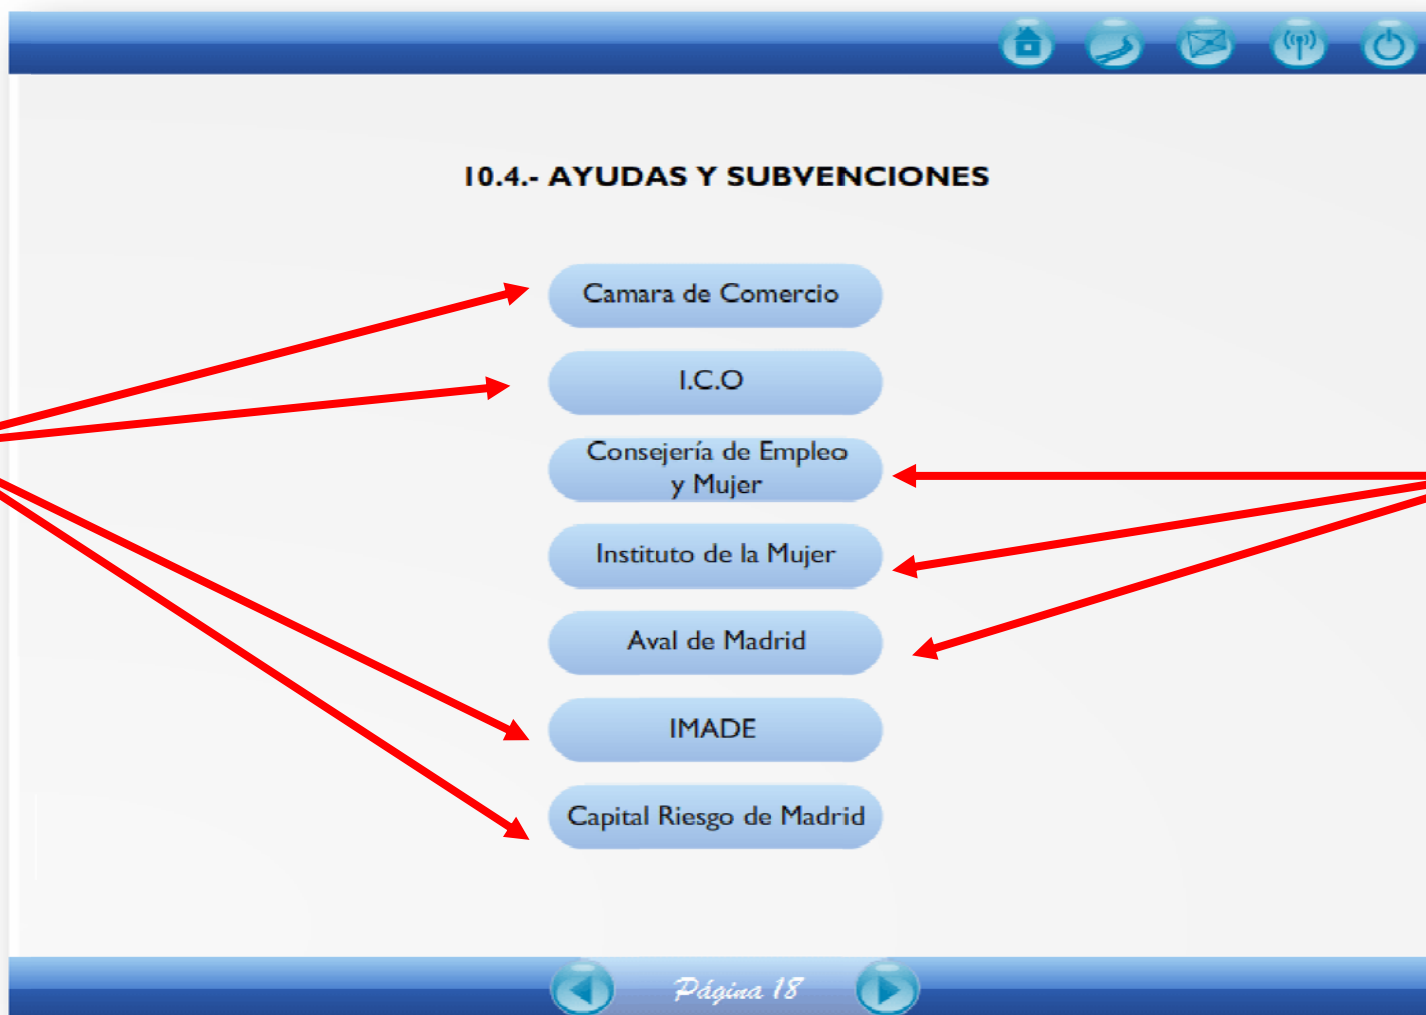 10.4.- AYUDAS Y SUBVENCIONES
Camara de Comercio
I.C.O
Consejería de Empleo
y Mujer
Instituto de la Mujer
Aval de Madrid
IMADE
Capital Riesgo de Madrid
Página 18